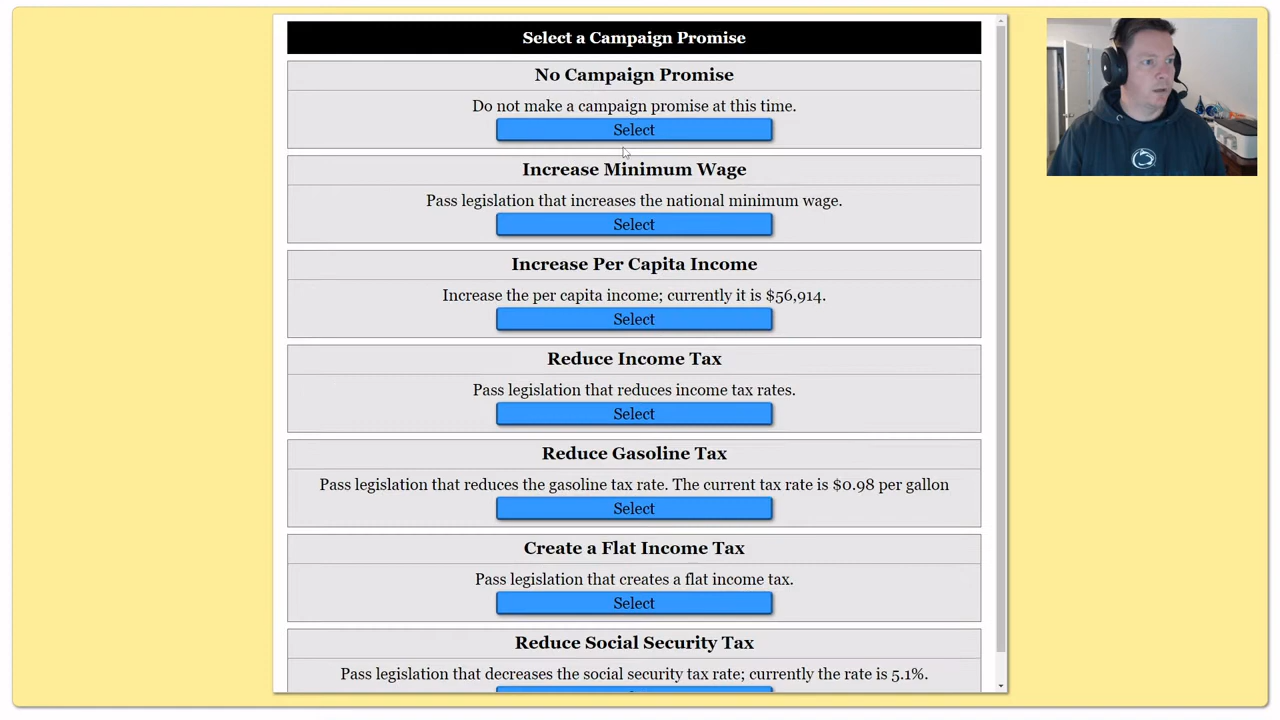 Select a Campaign Promise
No Campaign Promise
Do not make a campaign promise at this time.
Select
Increase Minimum Wage
Pass legislation that increases the national minimum wage.
Select
Increase Per Capita Income
Increase the per capita income; currently it is $56,914.
Select
Reduce Income Tax
Pass legislation that reduces income tax rates.
Select
Reduce Gasoline Tax
Pass legislation that reduces the gasoline tax rate. The current tax rate is $0.98 per gallon
Select
Create a Flat Income Tax
Pass legislation that creates a flat income tax.
Select
Reduce Social Security Tax
Pass legislation that decreases the social security tax rate; currently the rate is 5.1%.